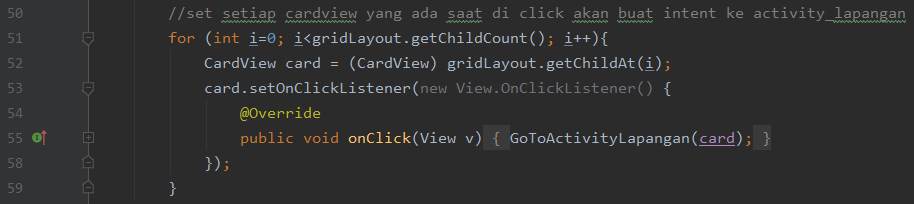 50 //set setiap cardview yang ada saat di click akan buat intent ke activity_lapangan
51 for (int i=0; i<gridLayout.getChildCount(); i++){
52 CardView card = (CardView) gridLayout.getChildAt(i);
53 card.setOnClickListener(new View.OnClickListener() {
54 @Override
55 public void onClick(View v) { GoToActivityLapangan(card); }
58 });
59 }